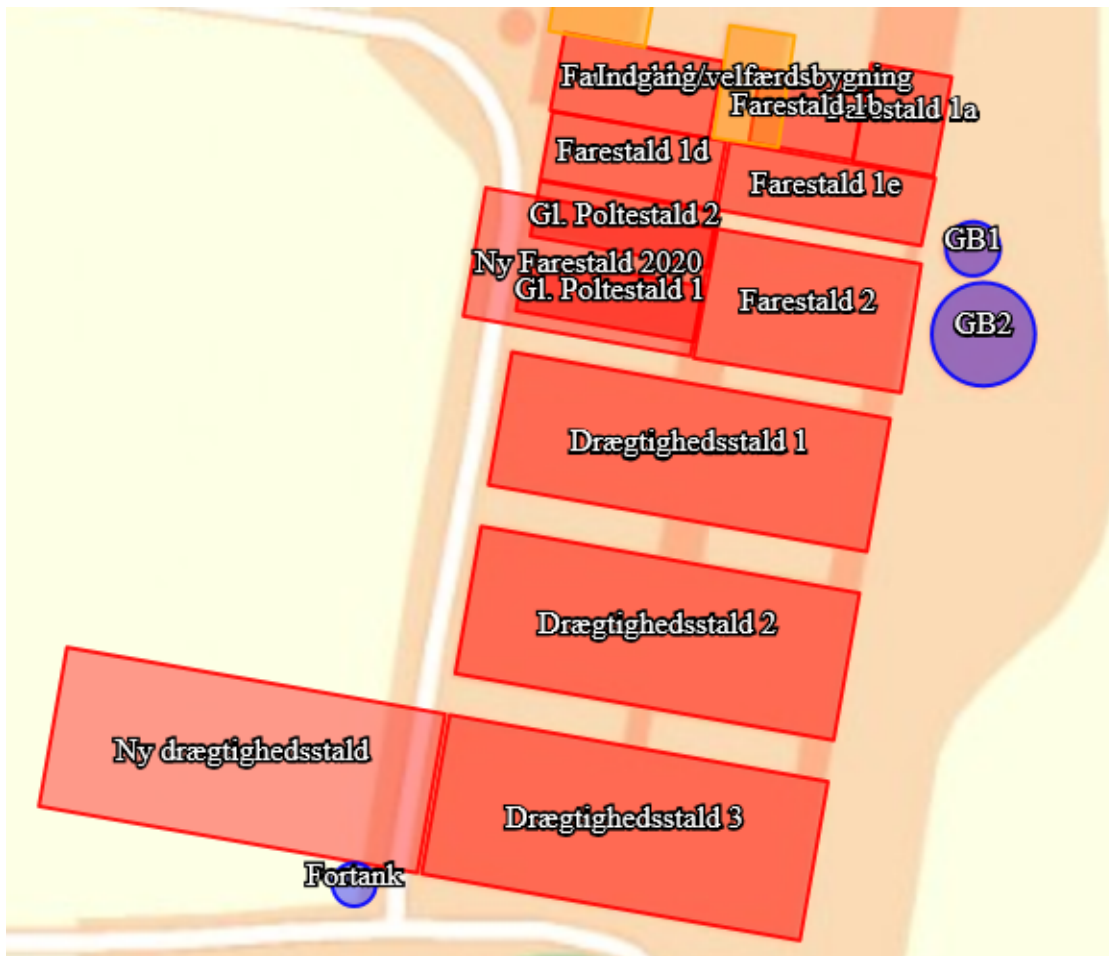 Indgang/velfærdsbygning
Farestald 1b
Farestald 1a
Farestald 1d
Farestald 1e
Gl. Poltestald 2
Ny Farestald 2020
Gl. Poltestald 1
Farestald 2
GB1
GB2
Drægtighedsstald 1
Drægtighedsstald 2
Ny drægtighedsstald
Drægtighedsstald 3
Fortank